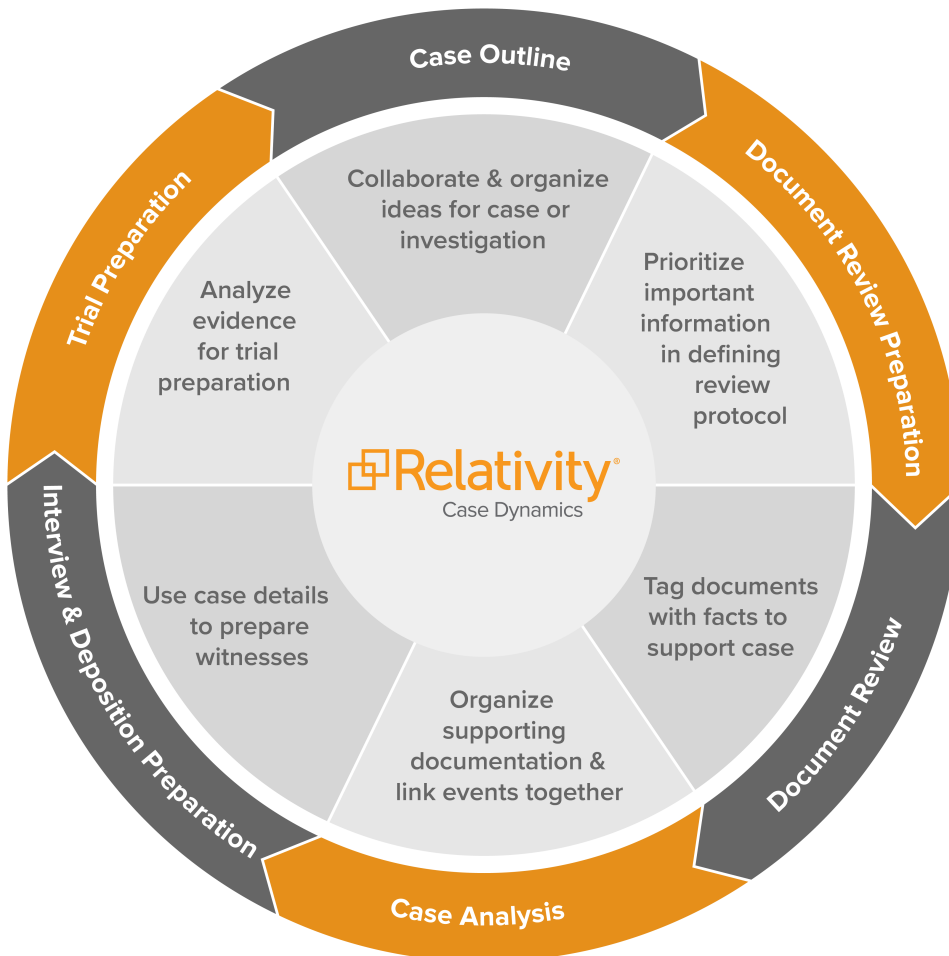 Case Outline
Collaborate & organize
ideas for case or
investigation
Document Review Preparation
Prioritize
important
information
in defining
review
protocol
Document Review
Tag documents
with facts to
support case
Case Analysis
Organize
supporting
documentation &
link events together
Interview & Deposition Preparation
Use case details
to prepare
witnesses
Trial Preparation
Analyze
evidence
for trial
preparation
Relativity®
Case Dynamics